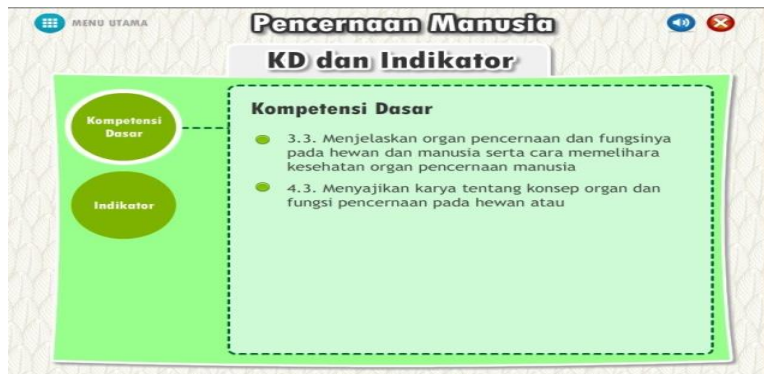 MENU UTAMA
Pencernaan Manusia
KD dan Indikator
Kompetensi
Dasar
Indikator
Kompetensi Dasar
3.3. Menjelaskan organ pencernaan dan fungsinya
pada hewan dan manusia serta cara memelihara
kesehatan organ pencernaan manusia
4.3. Menyajikan karya tentang konsep organ dan
fungsi pencernaan pada hewan atau